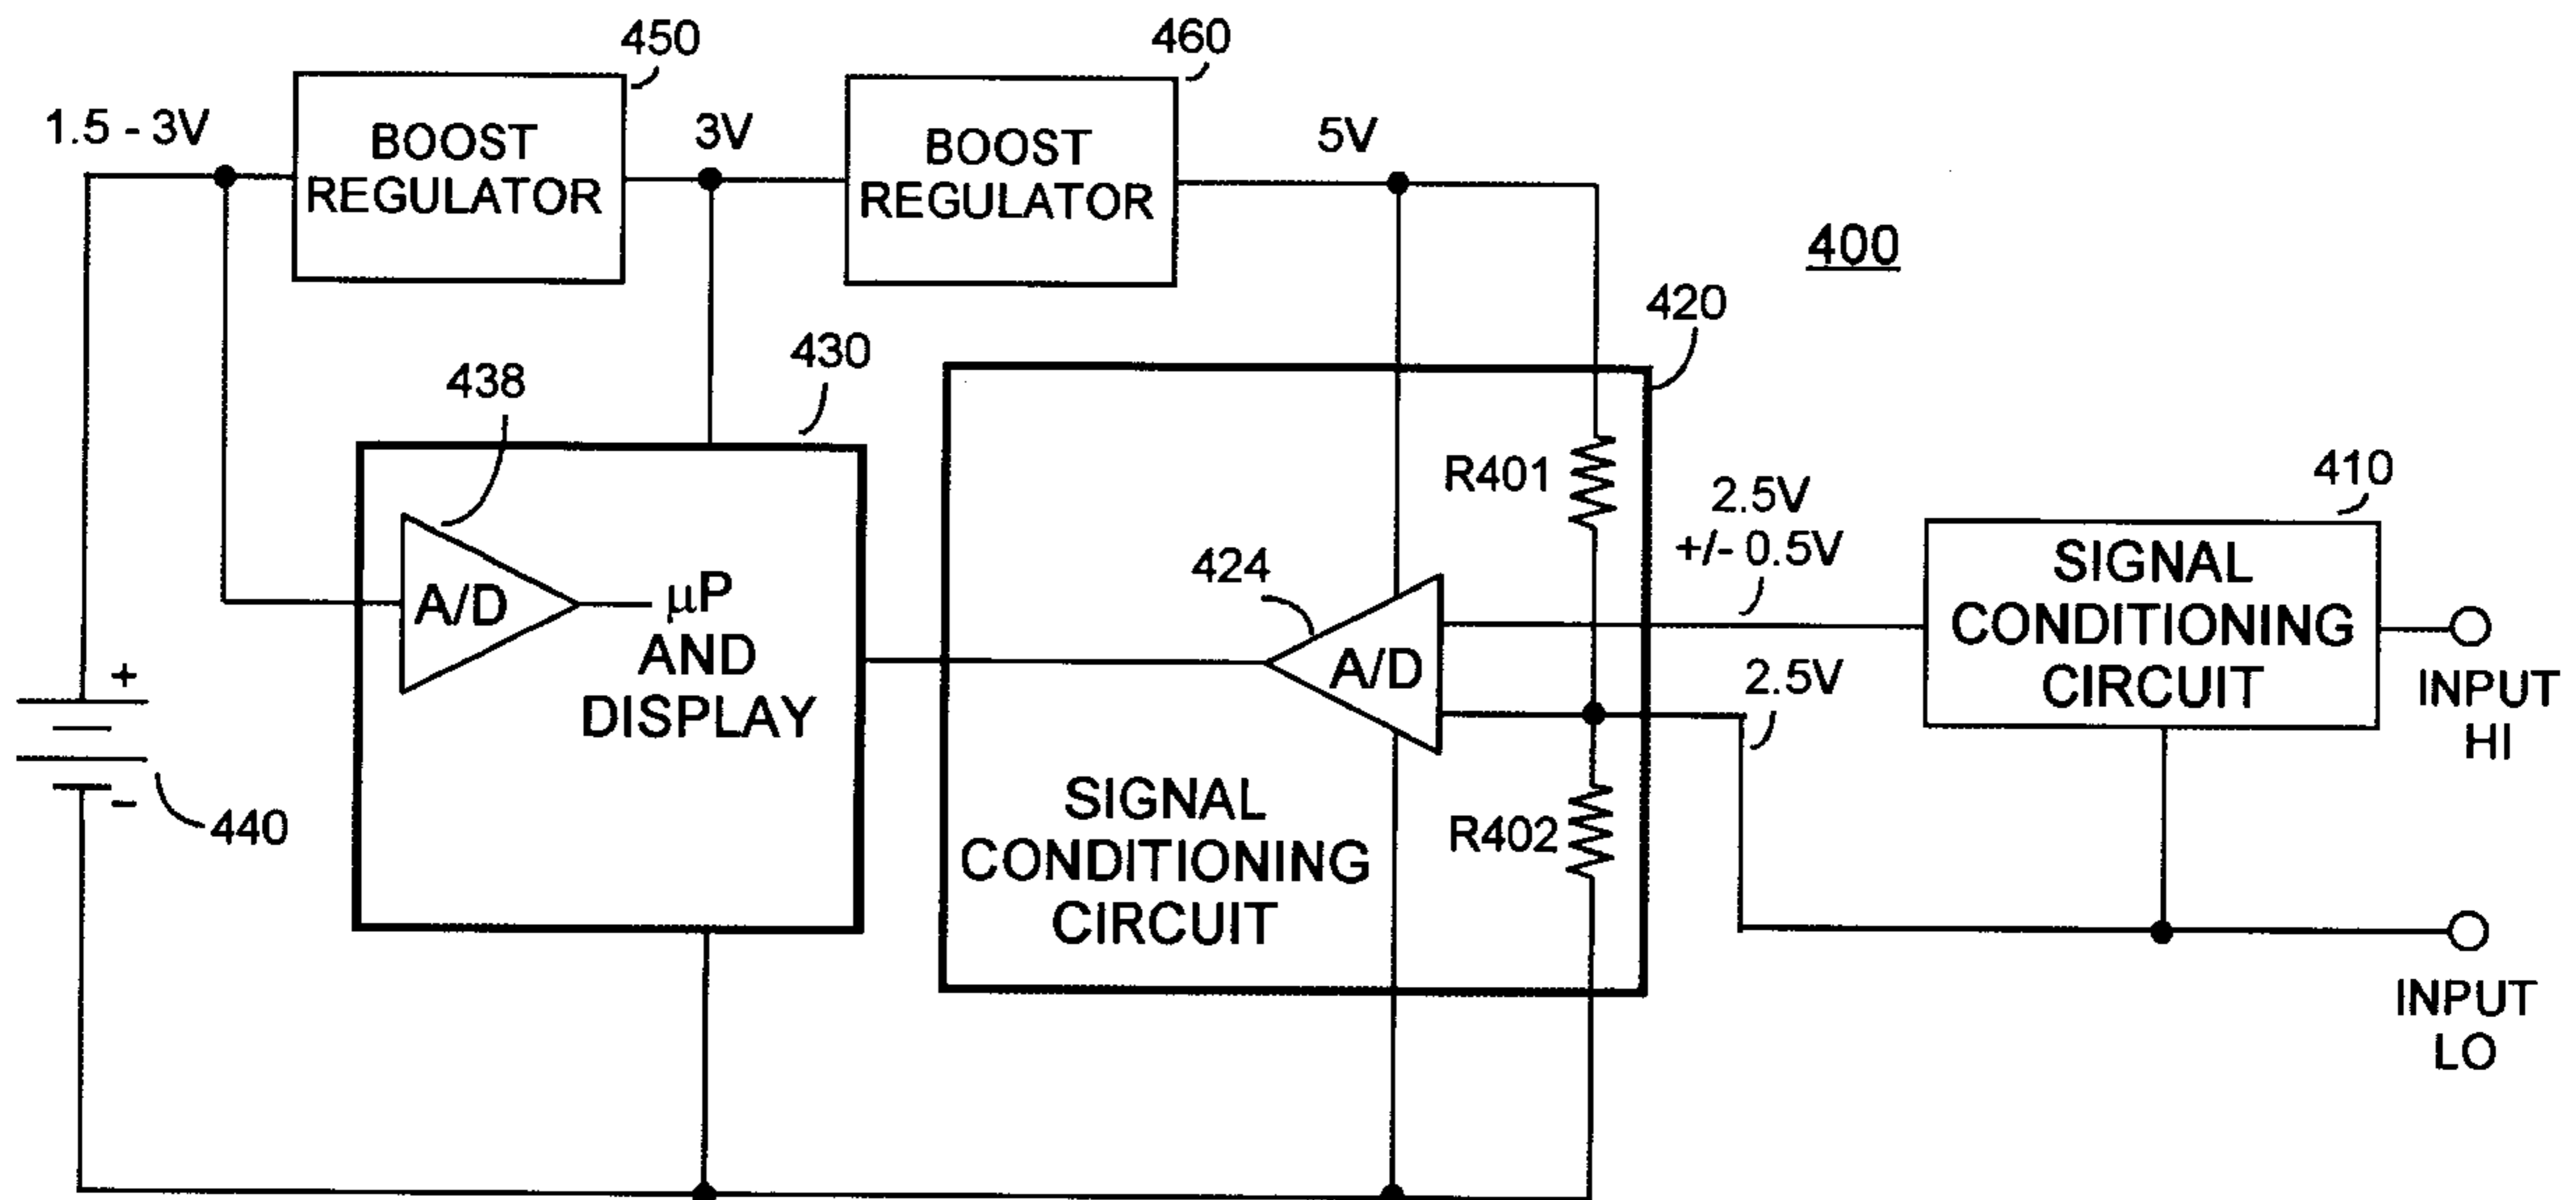 450
460
1.5 - 3V
BOOST
REGULATOR
3V
BOOST
REGULATOR
5V
400
420
430
438
R401
410
2.5V
+/- 0.5V
SIGNAL
CONDITIONING
CIRCUIT
424
A/D
μP
AND
DISPLAY
A/D
2.5V
INPUT
HI
+
-
440
SIGNAL
CONDITIONING
CIRCUIT
R402
INPUT
LO